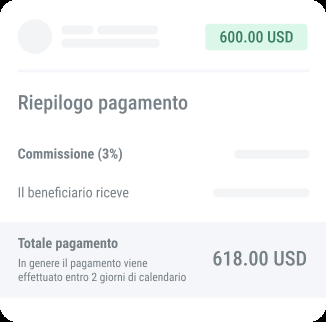 600.00 USD
Riepilogo pagamento
Commissione (3%)
Il beneficiario riceve
Totale pagamento
In genere il pagamento viene
effettuato entro 2 giorni di calendario
618.00 USD